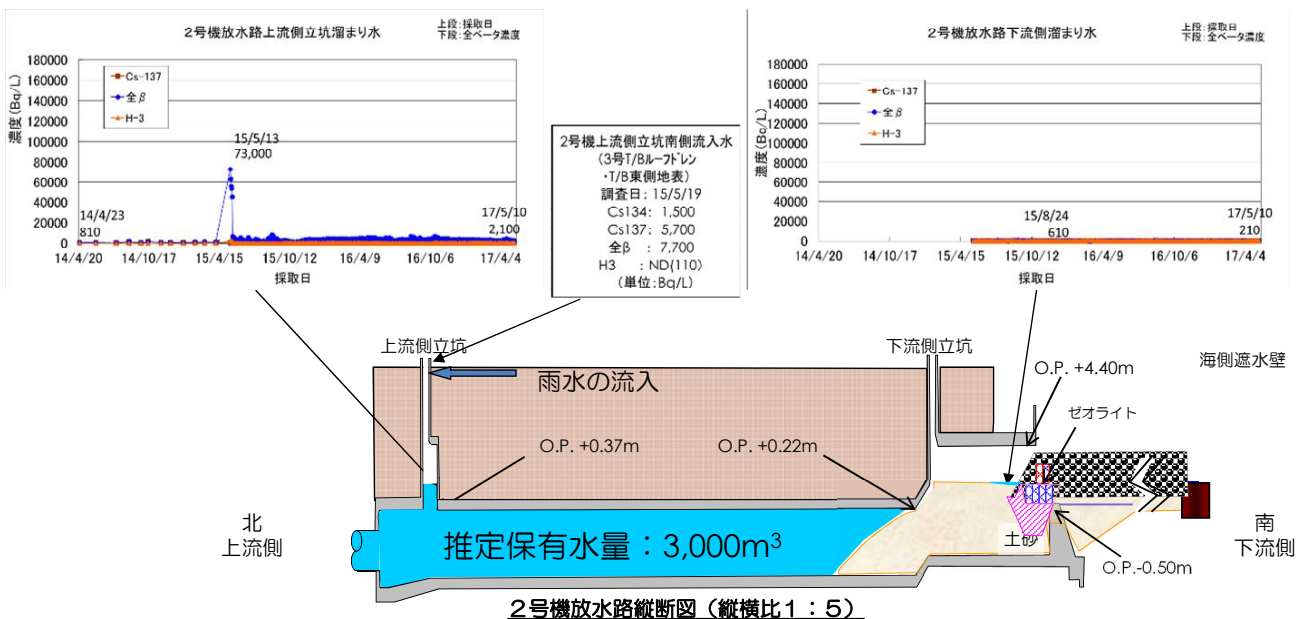 2号機放水路上流側立坑溜まり水
上段:採取日
下段:全ベータ濃度
濃度(Bq/L)
180000
160000
140000
120000
100000
80000
60000
40000
20000
0
Cs-137
全β
H-3
15/5/13
73,000
14/4/23
810
17/5/10
2,100
14/4/20 14/10/17 15/4/15 15/10/12 16/4/9 16/10/6 17/4/4
採取日
2号機上流側立坑南側流入水
(3号T/Bルーフドレン
・T/B東側地表)
調査日:15/5/19
Cs134: 1,500
Cs137: 5,700
全β : 7,700
H3 : ND(110)
(単位:Bq/L)
2号機放水路下流側溜まり水
上段:採取日
下段:全ベータ濃度
濃度(Bq/L)
180000
160000
140000
120000
100000
80000
60000
40000
20000
0
Cs-137
全β
H-3
15/8/24
610
17/5/10
210
14/4/20 14/10/17 15/4/15 15/10/12 16/4/9 16/10/6 17/4/4
採取日
上流側立坑
下流側立坑
海側遮水壁
雨水の流入
O.P. +4.40m
ゼオライト
O.P. +0.37m
O.P. +0.22m
北
上流側
推定保有水量:3,000m³
土砂
南
下流側
O.P.-0.50m
2号機放水路縦断図(縦横比1:5)